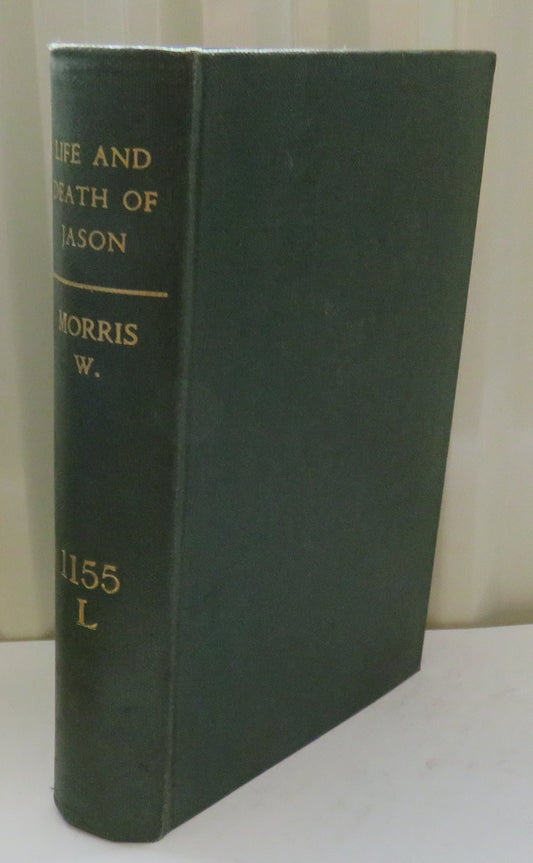 LIFE AND
DEATH OF
JASON
MORRIS
W.
1155
L